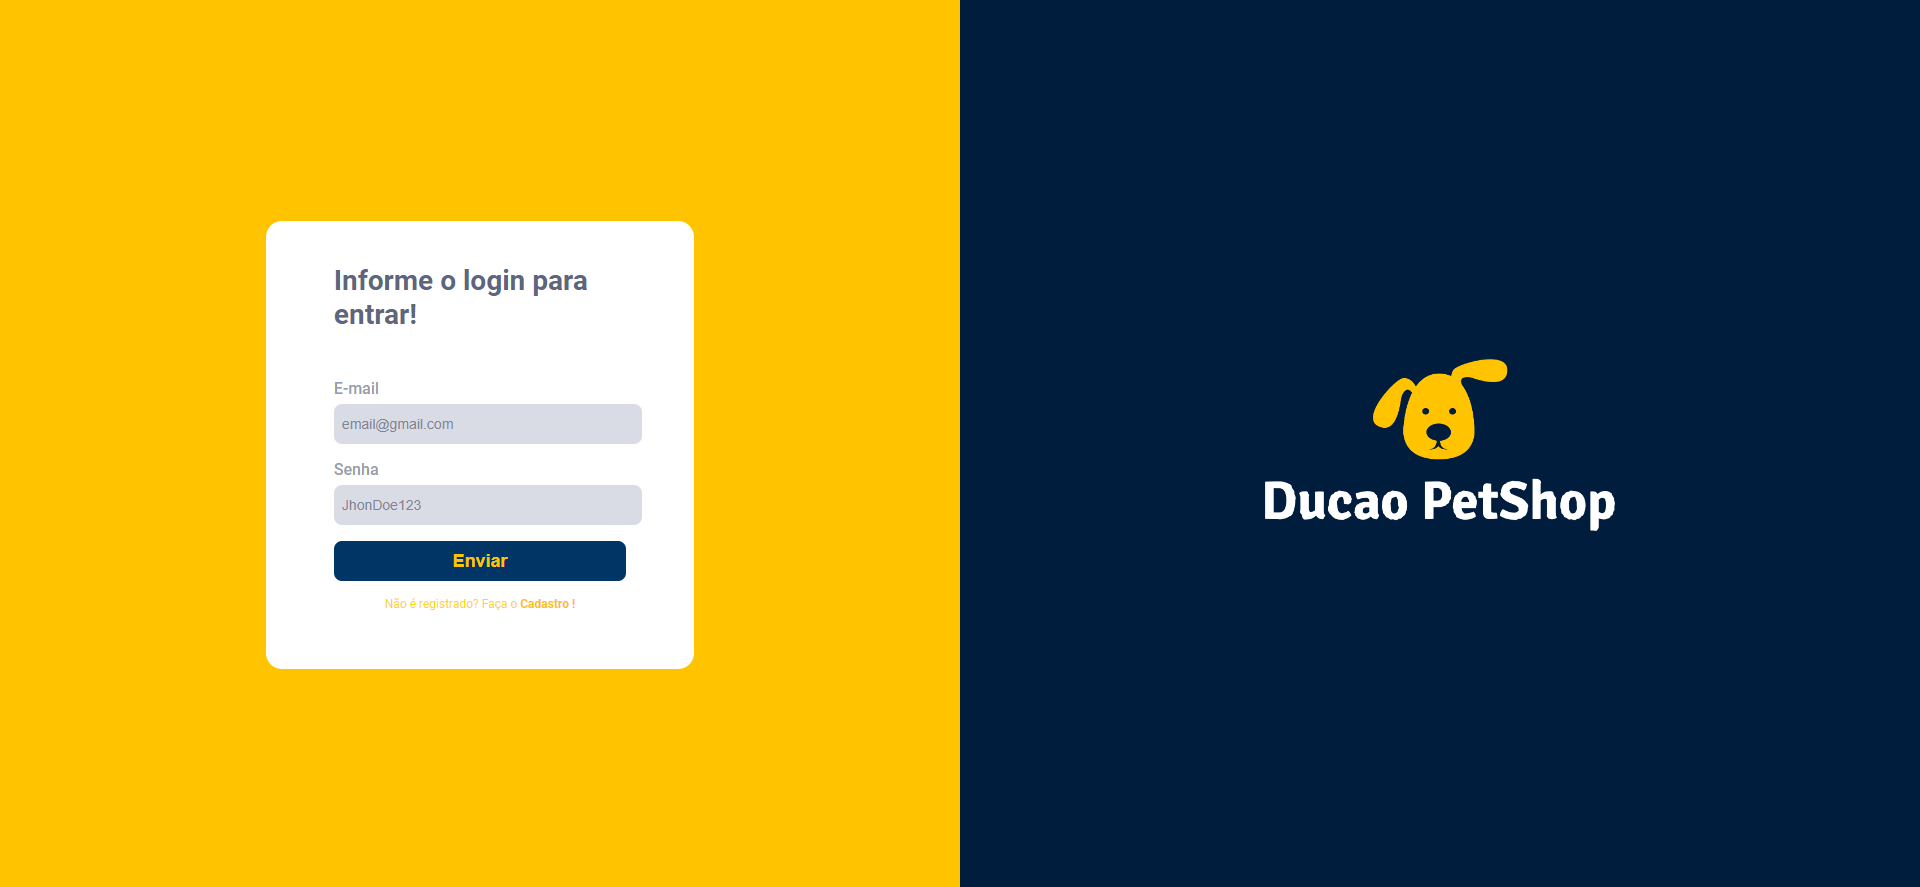 Informe o login para
entrar!
E-mail
email@gmail.com
Senha
JhonDoe123
Enviar
Não é registrado? Faça o Cadastro !
Ducao PetShop